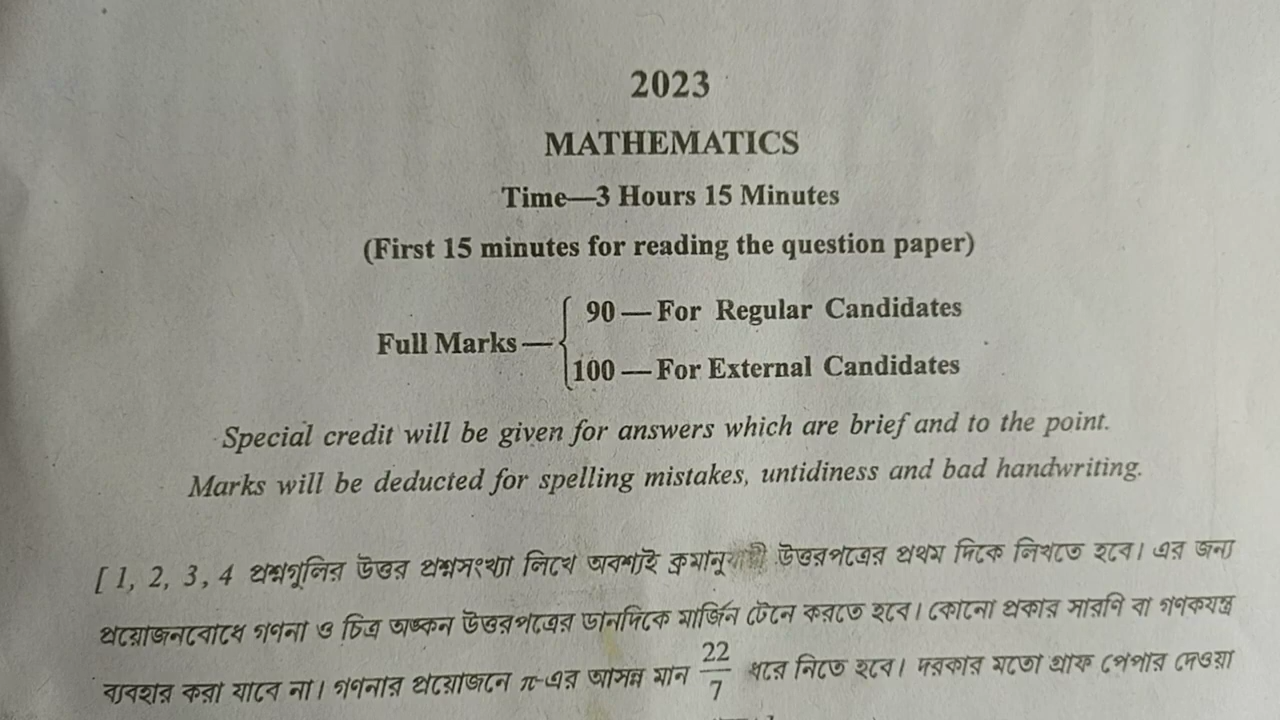 2023
MATHEMATICS
Time—3 Hours 15 Minutes
(First 15 minutes for reading the question paper)
90 — For Regular Candidates
Full Marks —
100 — For External Candidates
Special credit will be given for answers which are brief and to the point.
Marks will be deducted for spelling mistakes, untidiness and bad handwriting.
[ 1, 2, 3, 4 প্রশ্নগুলির উত্তর প্রশ্নসংখ্যা লিখে অবশ্যই ক্রমানুযায়ী উত্তরপত্রের প্রথম দিকে লিখতে হবে। এর জন্য
প্রয়োজনবোধে গণনা ও চিত্র অঙ্কন উত্তরপত্রের ডানদিকে মার্জিন টেনে করতে হবে। কোনো প্রকার সারণি বা গণকযন্ত্র
ব্যবহার করা যাবে না। গণনার প্রয়োজনে π-এর আসন্ন মান 22/7 ধরে নিতে হবে। দরকার মতো গ্রাফ পেপার দেওয়া